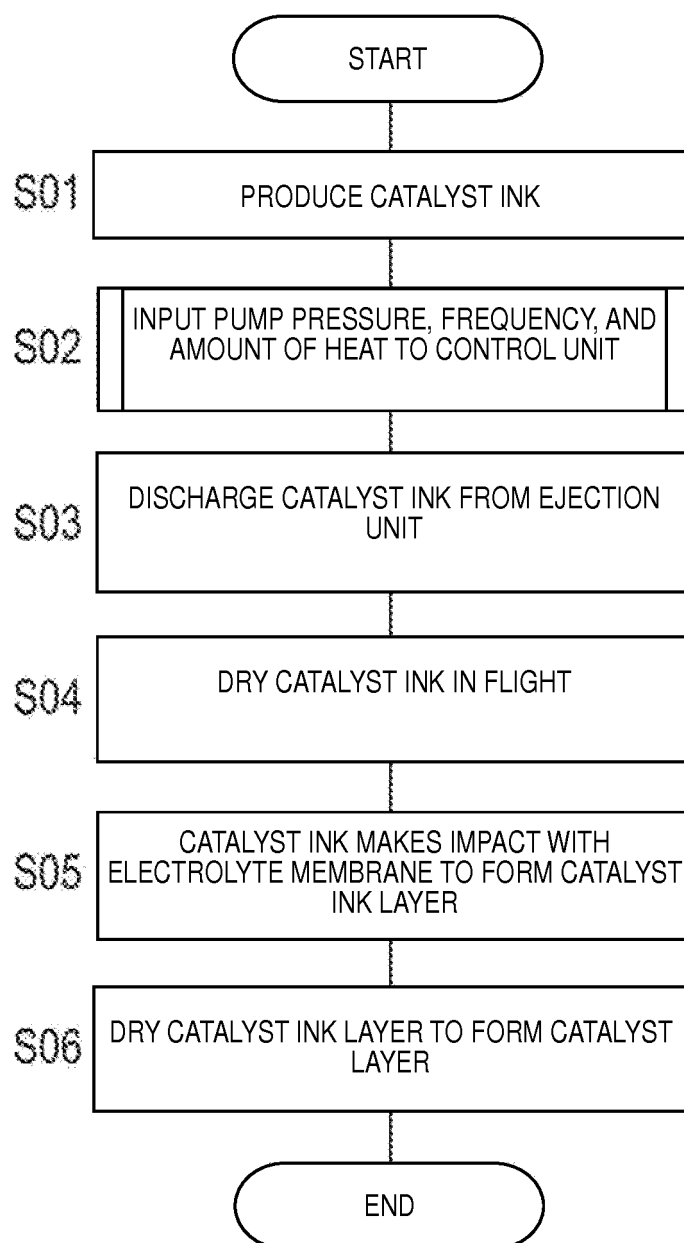 START
S01
PRODUCE CATALYST INK
S02
INPUT PUMP PRESSURE, FREQUENCY, AND
AMOUNT OF HEAT TO CONTROL UNIT
S03
DISCHARGE CATALYST INK FROM EJECTION
UNIT
S04
DRY CATALYST INK IN FLIGHT
S05
CATALYST INK MAKES IMPACT WITH
ELECTROLYTE MEMBRANE TO FORM CATALYST
INK LAYER
S06
DRY CATALYST INK LAYER TO FORM CATALYST
LAYER
END